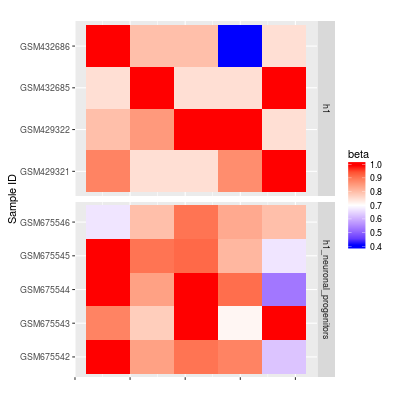 GSM432686
GSM432685
GSM429322
GSM429321
h1
GSM675546
GSM675545
GSM675544
GSM675543
GSM675542
h1_neuronal_progenitors
Sample ID
beta
1.0
0.9
0.8
0.7
0.6
0.5
0.4